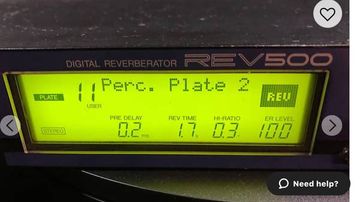 DIGITAL REVERBERATOR REV500
PLATE 11 Perc. Plate 2 REV
USER
PRE DELAY REV TIME HI-RATIO ER LEVEL
STEREO 0.2 ms 1.7 s 0.3 100
Need help?